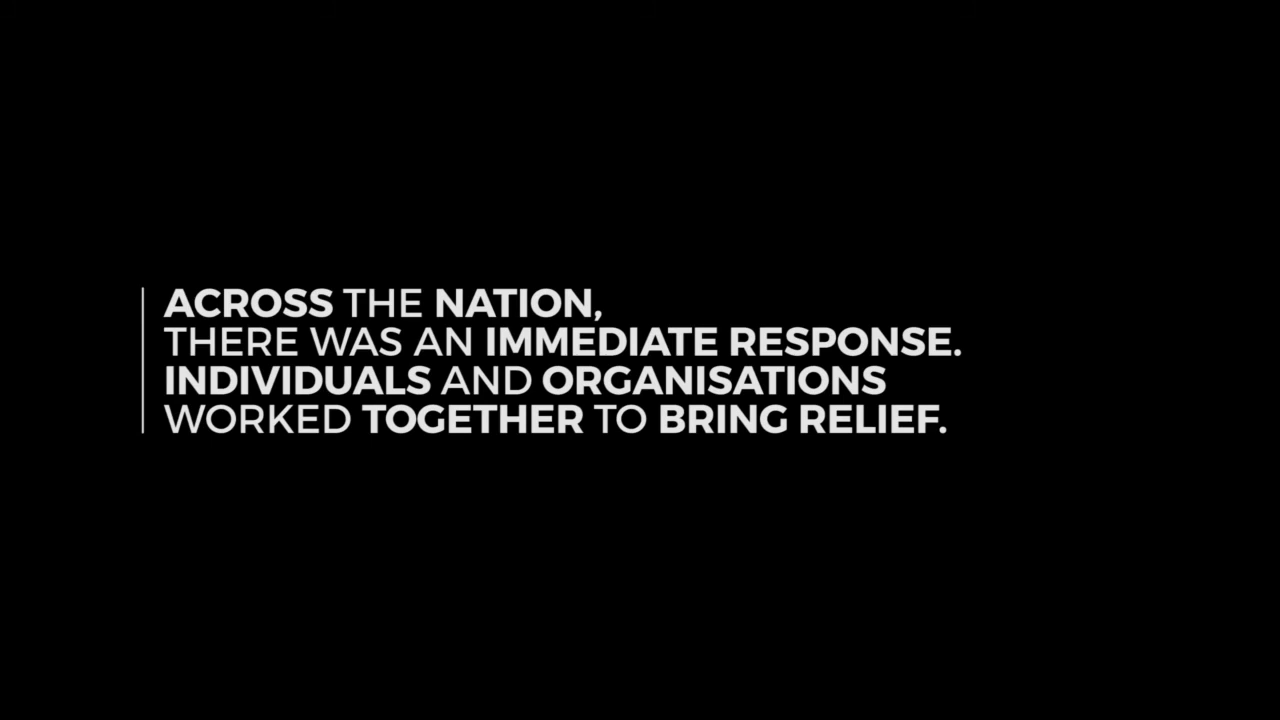 ACROSS THE NATION,
THERE WAS AN IMMEDIATE RESPONSE.
INDIVIDUALS AND ORGANISATIONS
WORKED TOGETHER TO BRING RELIEF.